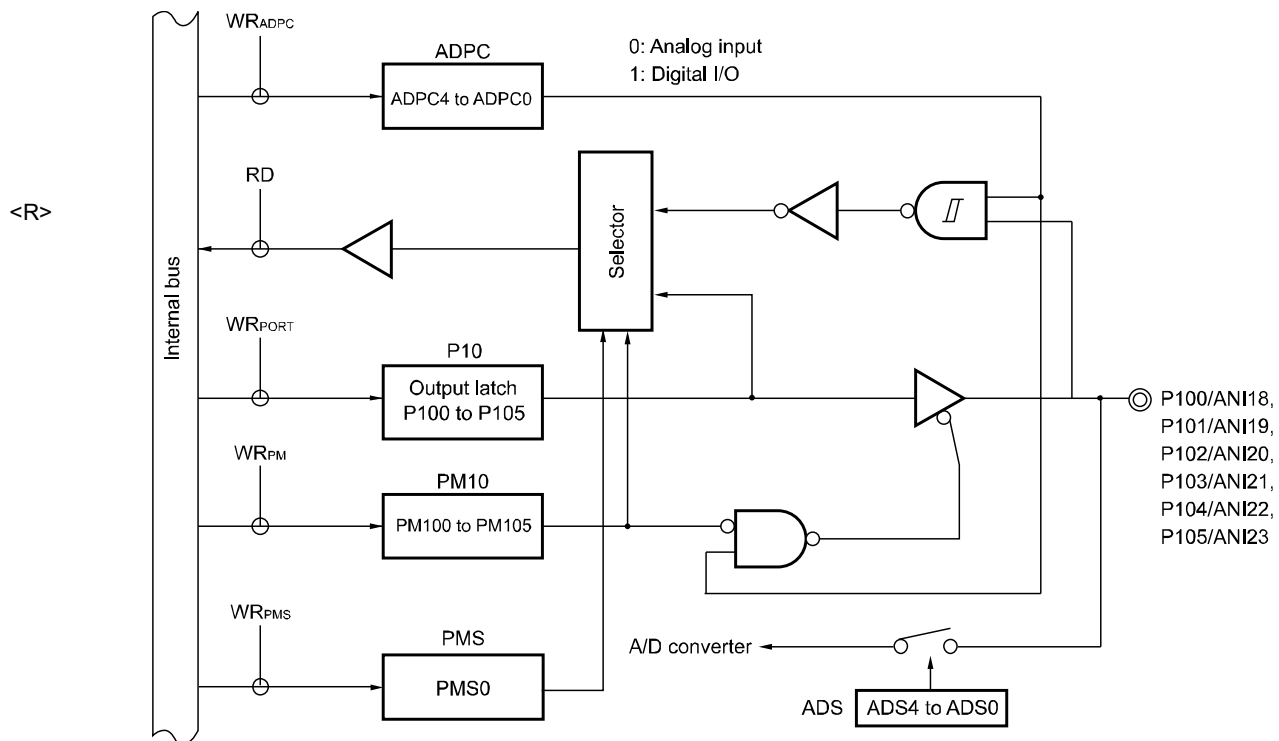 WRADPC
ADPC
0: Analog input
1: Digital I/O
ADPC4 to ADPC0
RD
<R>
Selector
Internal bus
WRPORT
P10
Output latch
P100 to P105
P100/ANI18,
P101/ANI19,
P102/ANI20,
P103/ANI21,
P104/ANI22,
P105/ANI23
WRPM
PM10
PM100 to PM105
WRPMS
PMS
PMS0
A/D converter
ADS
ADS4 to ADS0